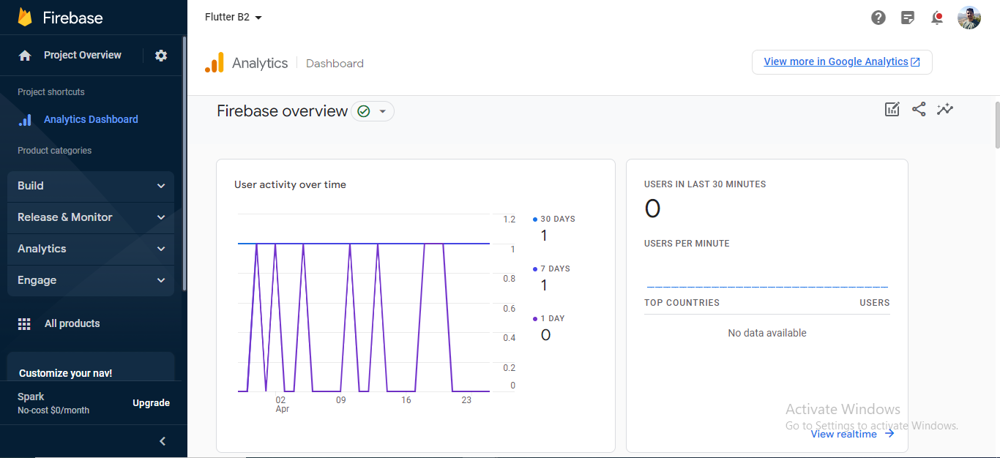 Firebase
Project Overview
Project shortcuts
Analytics Dashboard
Product categories
Build
Release & Monitor
Analytics
Engage
All products
Customize your nav!
Spark
No-cost $0/month
Upgrade
Flutter B2
Analytics
Dashboard
View more in Google Analytics
Firebase overview
User activity over time
1.2
1
0.8
0.6
0.4
0.2
0
02
Apr
09
16
23
30 DAYS
1
7 DAYS
1
1 DAY
0
USERS IN LAST 30 MINUTES
0
USERS PER MINUTE
TOP COUNTRIES
USERS
No data available
Activate Windows
Go to Settings to activate Windows.
View realtime